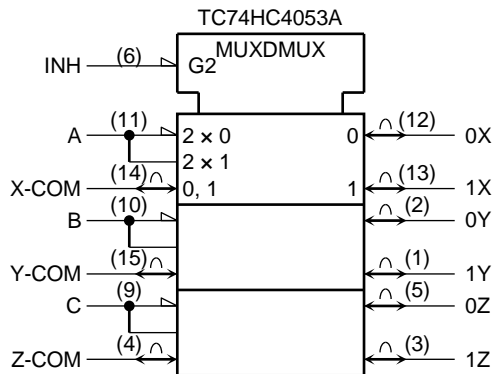 TC74HC4053A
MUXDMUX
INH (6) G2
A (11) 2 × 0 0 (12) 0X
2 × 1
X-COM (14) 0, 1 1 (13) 1X
B (10) (2) 0Y
Y-COM (15) (1) 1Y
C (9) (5) 0Z
Z-COM (4) (3) 1Z